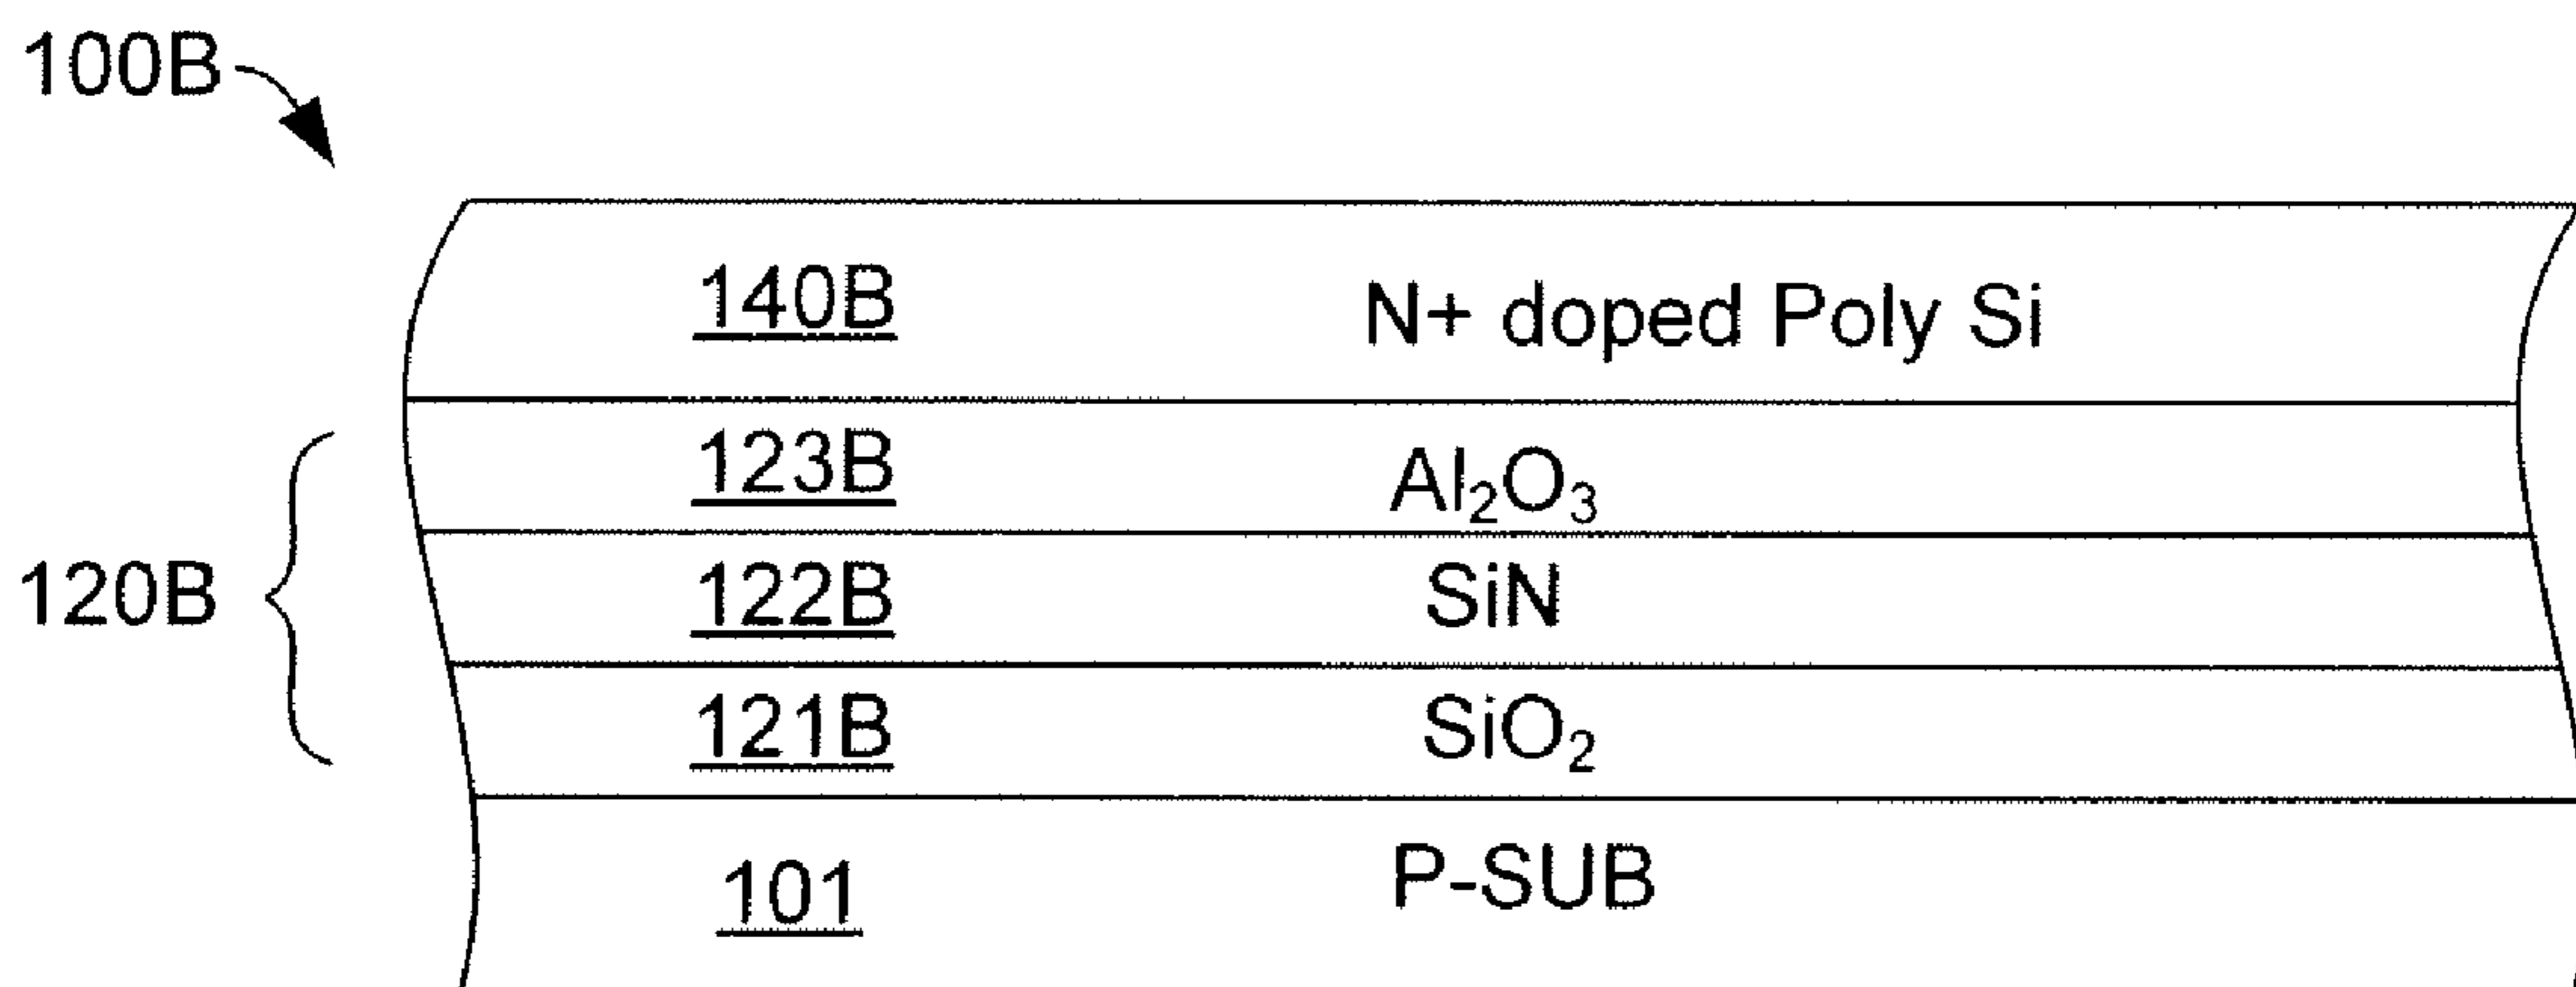 100B
140B N+ doped Poly Si
123B Al₂O₃
120B 122B SiN
121B SiO₂
101 P-SUB